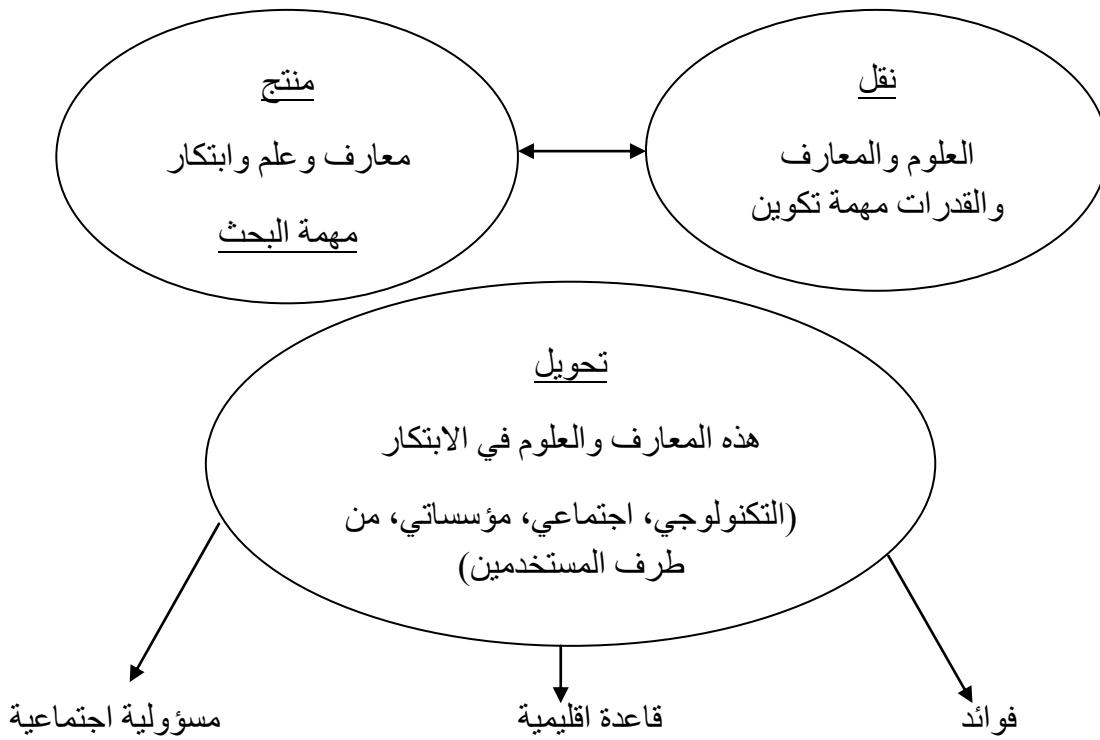 نقل
العلوم والمعارف
والقدرات مهمة تكوين
منتج
معارف وعلم وابتكار
مهمة البحث
تحويل
هذه المعارف والعلوم في الابتكار
(التكنولوجي، اجتماعي، مؤسساتي، من
طرف المستخدمين)
فوائد
قاعدة اقليمية
مسؤولية اجتماعية